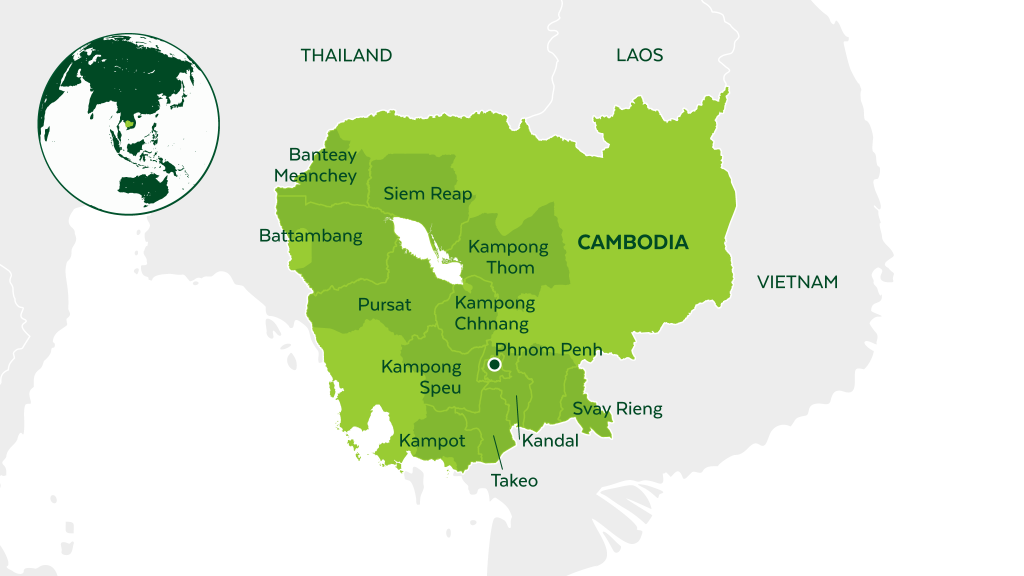 THAILAND
LAOS
Banteay
Meanchey
Siem Reap
Battambang
Kampong
Thom
CAMBODIA
VIETNAM
Pursat
Kampong
Chhnang
Phnom Penh
Kampong
Speu
Svay Rieng
Kampot
Kandal
Takeo